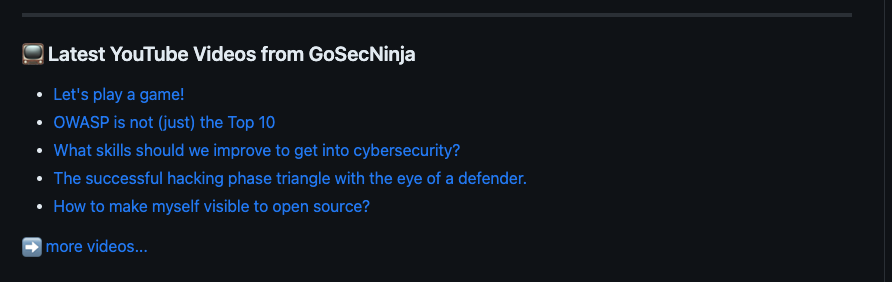 Latest YouTube Videos from GoSecNinja
Let's play a game!
OWASP is not (just) the Top 10
What skills should we improve to get into cybersecurity?
The successful hacking phase triangle with the eye of a defender.
How to make myself visible to open source?
more videos...